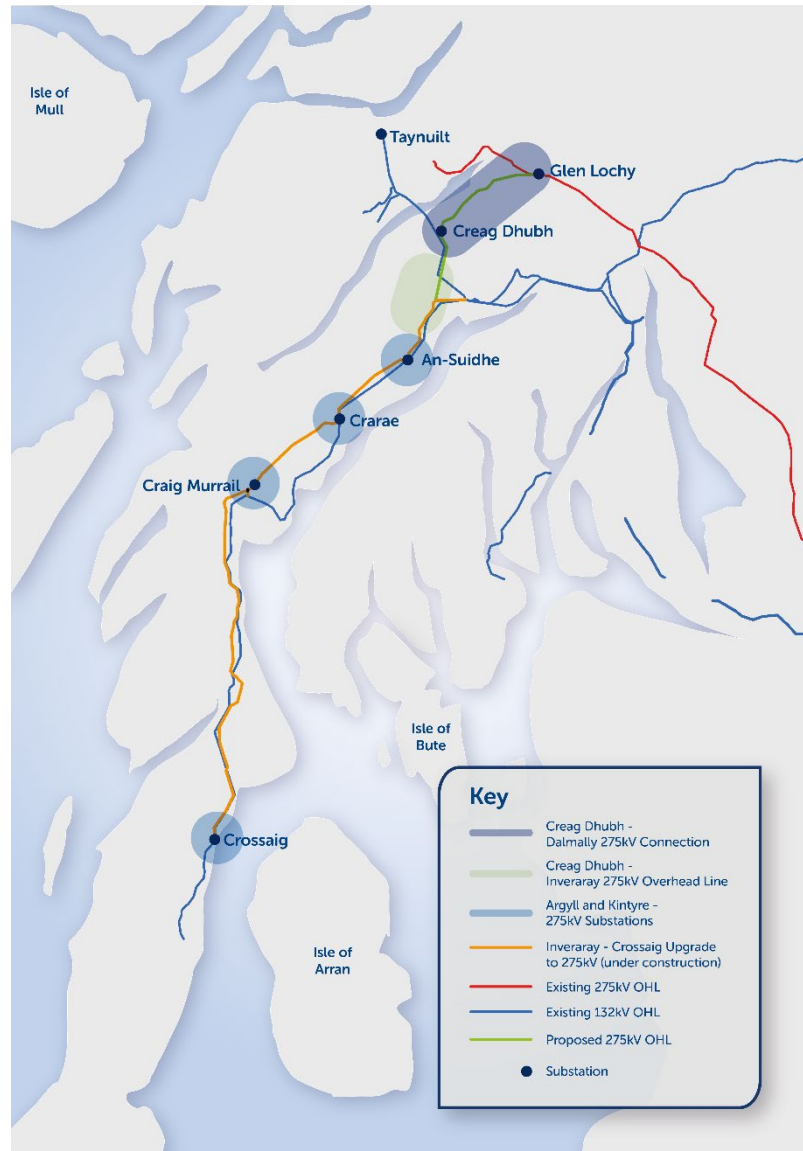 Isle of
Mull
Taynuilt
Glen Lochy
Creag Dhubh
An-Suidhe
Crarae
Craig Murrail
Isle of
Bute
Crossaig
Isle of
Arran
Key
Creag Dhubh -
Dalmally 275kV Connection
Creag Dhubh -
Inveraray 275kV Overhead Line
Argyll and Kintyre -
275kV Substations
Inveraray - Crossaig Upgrade
to 275kV (under construction)
Existing 275kV OHL
Existing 132kV OHL
Proposed 275kV OHL
Substation